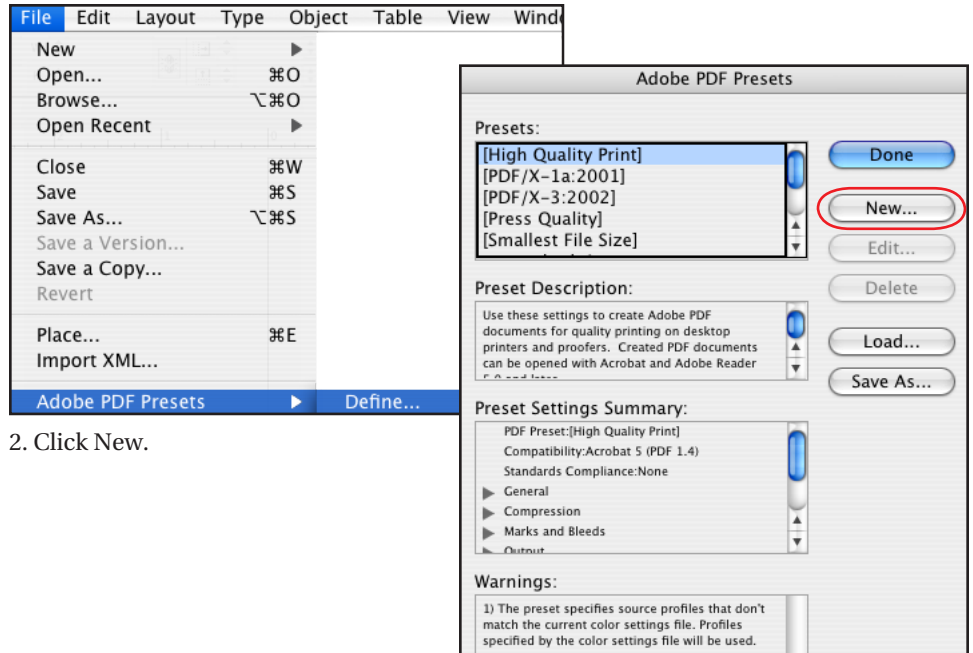 File Edit Layout Type Object Table View
New
Open... ⌘O
Browse... ⌥⌘O
Open Recent
Close ⌘W
Save ⌘S
Save As... ⌥⌘S
Save a Version...
Save a Copy...
Revert
Place... ⌘E
Import XML...
Adobe PDF Presets Define...
2. Click New.
Adobe PDF Presets
Presets:
[High Quality Print]
[PDF/X-1a:2001]
[PDF/X-3:2002]
[Press Quality]
[Smallest File Size]
Done
New...
Edit...
Delete
Load...
Save As...
Preset Description:
Use these settings to create Adobe PDF
documents for quality printing on desktop
printers and proofers. Created PDF documents
can be opened with Acrobat and Adobe Reader
Preset Settings Summary:
PDF Preset:[High Quality Print]
Compatibility:Acrobat 5 (PDF 1.4)
Standards Compliance:None
General
Compression
Marks and Bleeds
Output
Warnings:
1) The preset specifies source profiles that don't
match the current color settings file. Profiles
specified by the color settings file will be used.